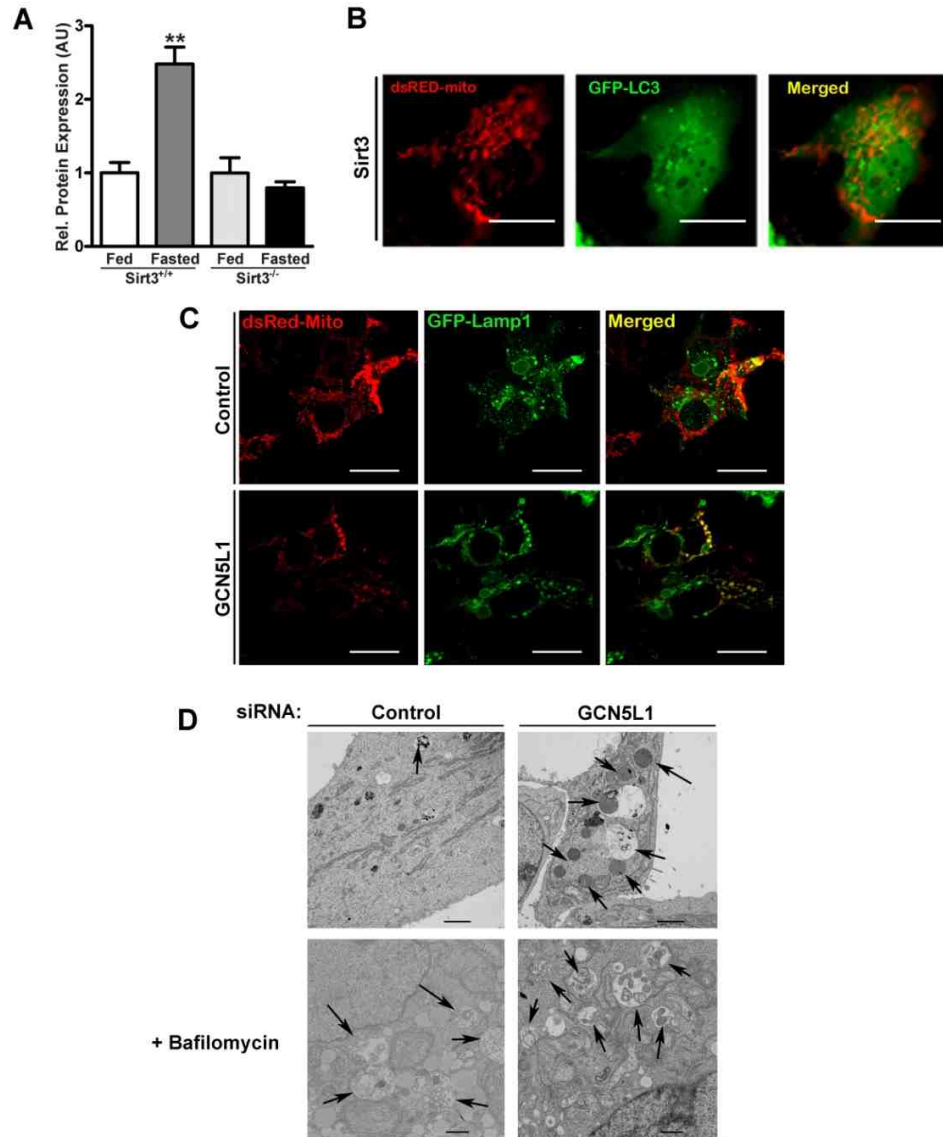 A
Rel. Protein Expression (AU)
3
2
1
0
**
Fed Fasted Fed Fasted
Sirt3+/+ Sirt3-/-
B
Sirt3
dsRED-mito GFP-LC3 Merged
C
dsRed-Mito GFP-Lamp1 Merged
Control
GCN5L1
D
siRNA: Control GCN5L1
+ Bafilomycin